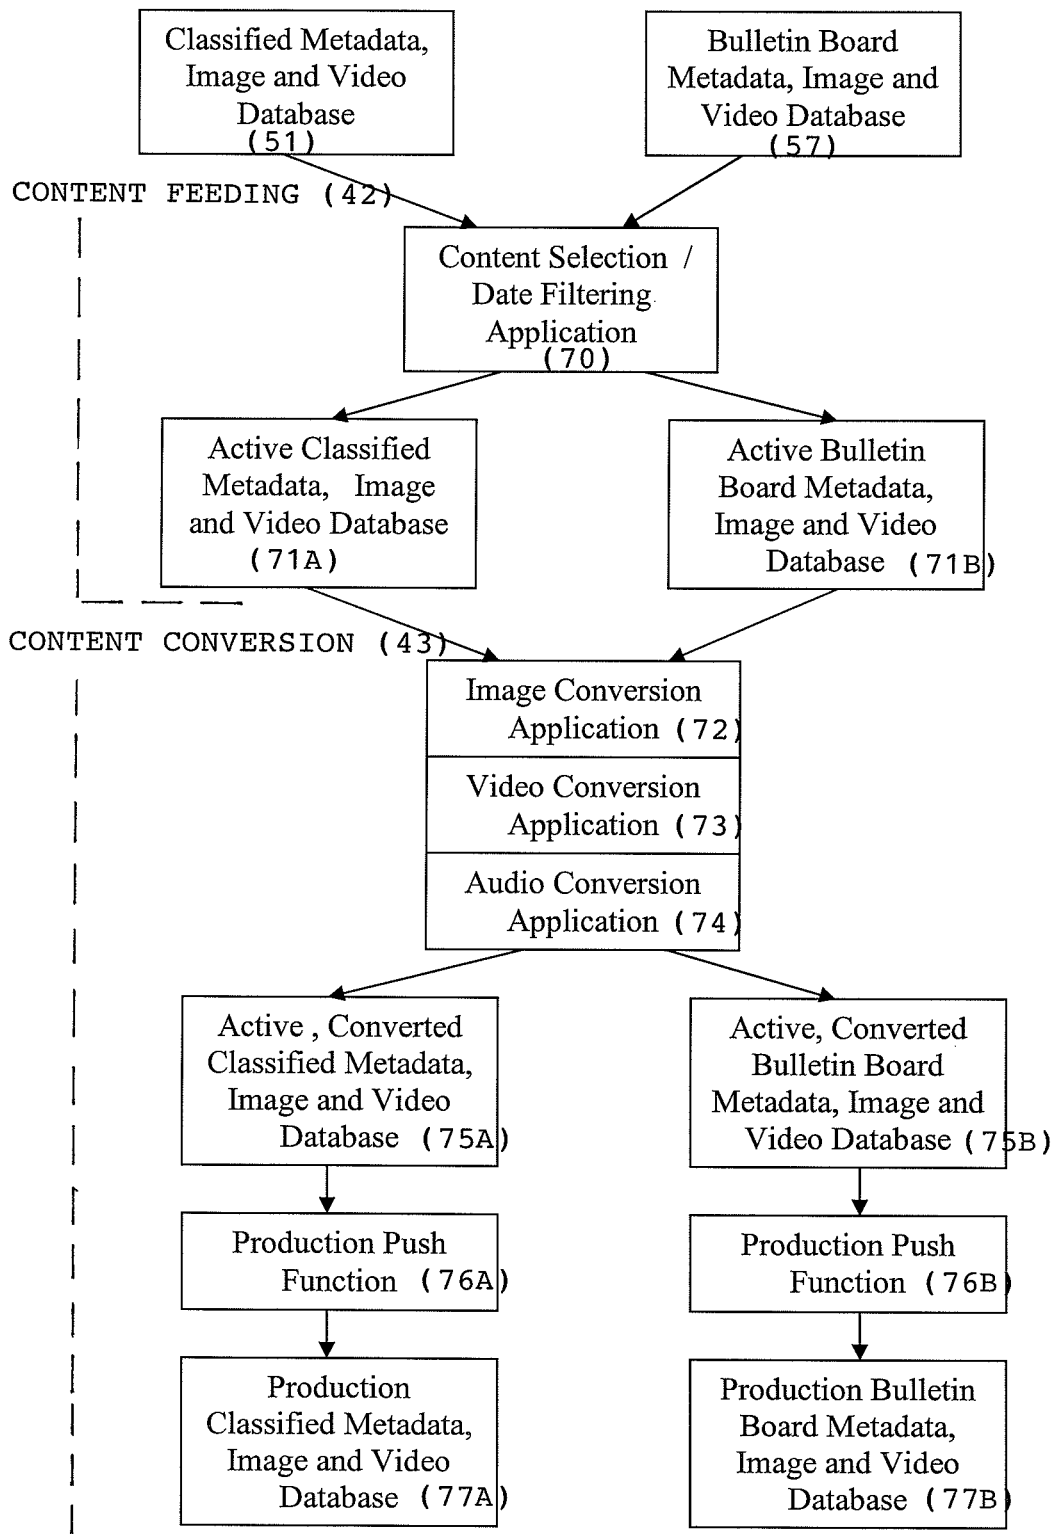 Classified Metadata,
Image and Video
Database
(51)
Bulletin Board
Metadata, Image and
Video Database
(57)
CONTENT FEEDING (42)
Content Selection /
Date Filtering
Application
(70)
Active Classified
Metadata, Image
and Video Database
(71A)
Active Bulletin
Board Metadata,
Image and Video
Database (71B)
CONTENT CONVERSION (43)
Image Conversion
Application (72)
Video Conversion
Application (73)
Audio Conversion
Application (74)
Active , Converted
Classified Metadata,
Image and Video
Database (75A)
Active, Converted
Bulletin Board
Metadata, Image and
Video Database (75B)
Production Push
Function (76A)
Production Push
Function (76B)
Production
Classified Metadata,
Image and Video
Database (77A)
Production Bulletin
Board Metadata,
Image and Video
Database (77B)